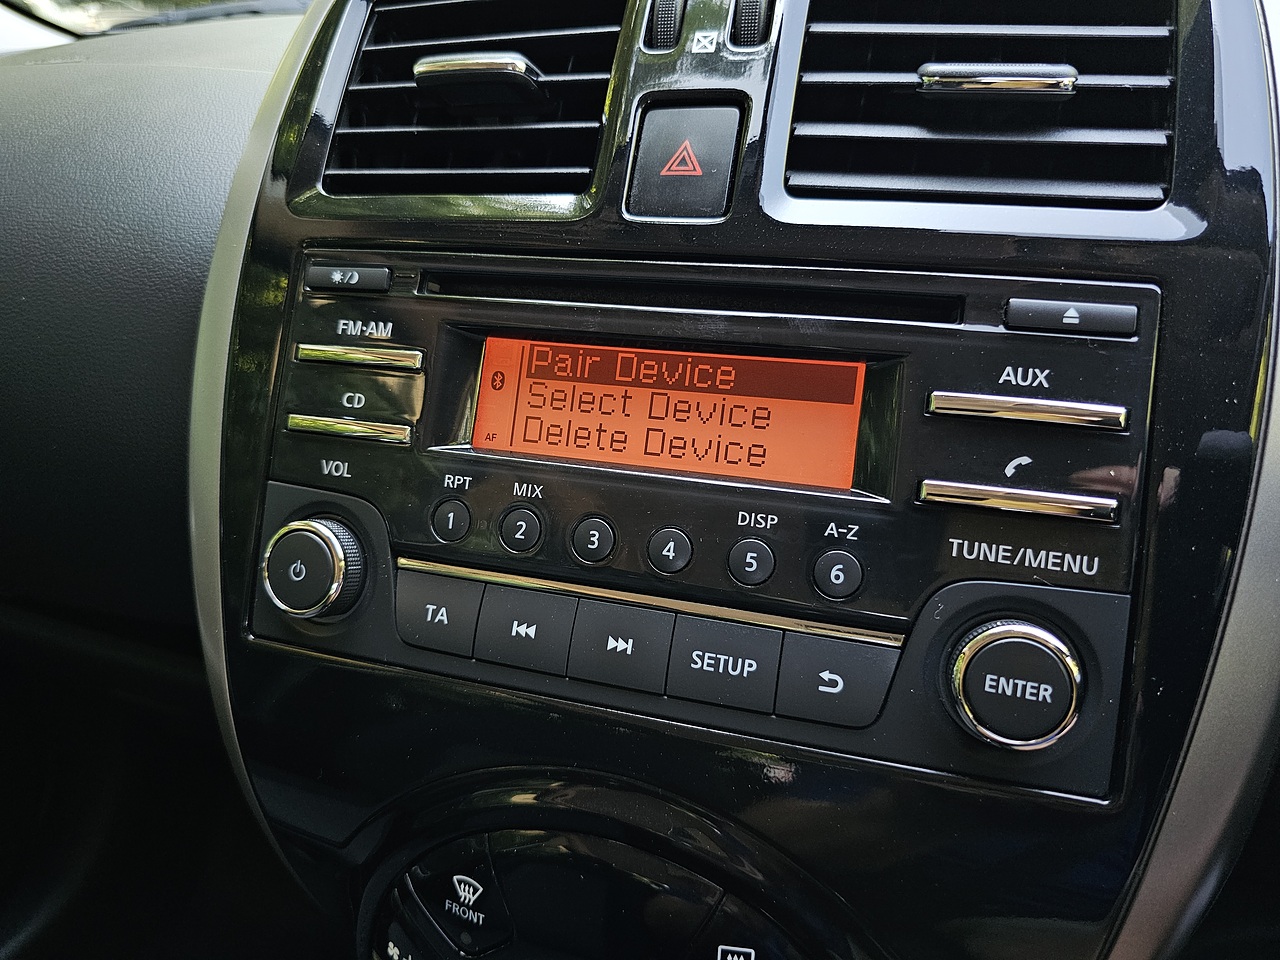 FM·AM
CD
VOL
AF
Pair Device
Select Device
Delete Device
AUX
RPT
MIX
DISP
A-Z
1
2
3
4
5
6
TUNE/MENU
TA
SETUP
ENTER
FRONT